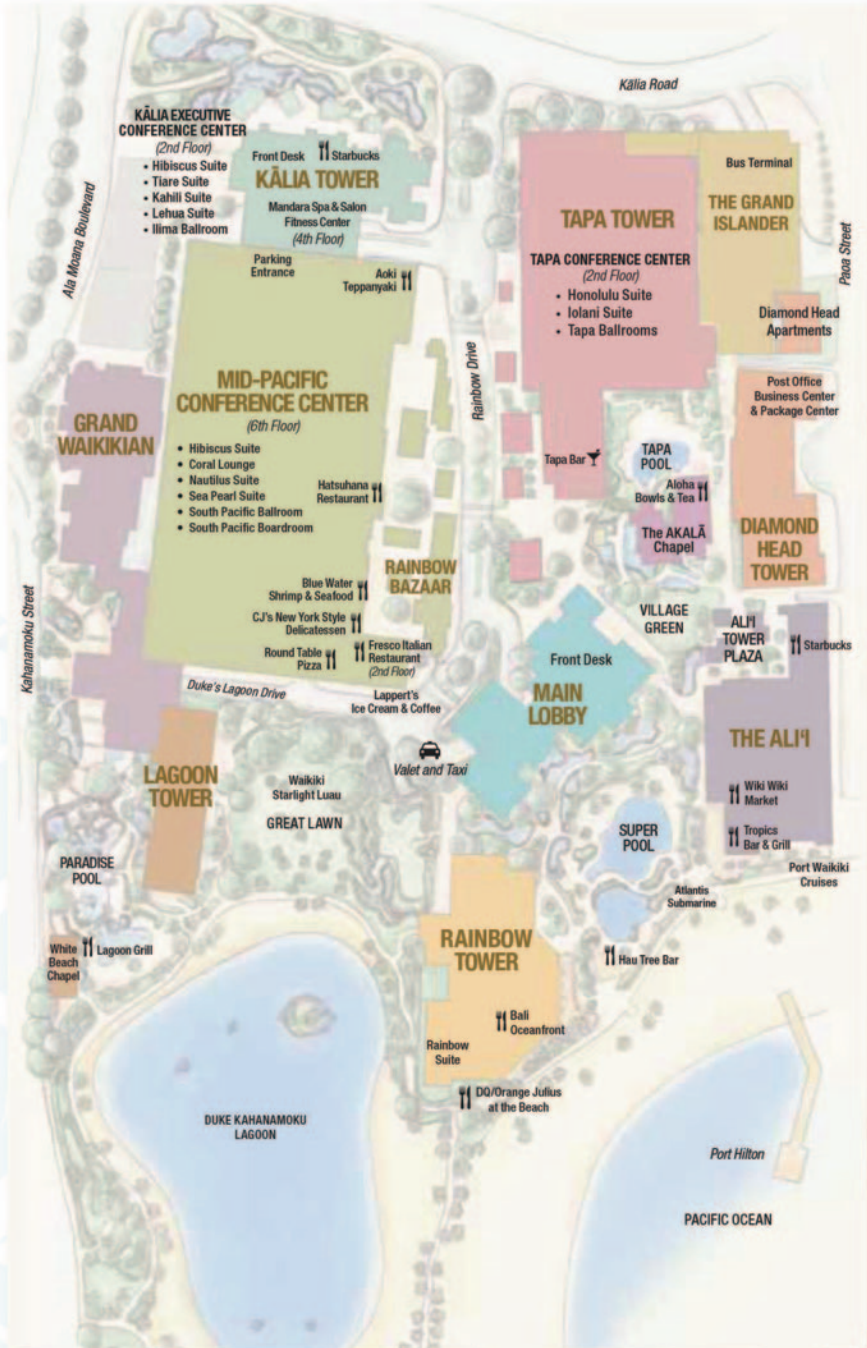 Kālia Road
KĀLIA EXECUTIVE
CONFERENCE CENTER
(2nd Floor)
• Hibiscus Suite
• Tiare Suite
• Kahili Suite
• Lehua Suite
• Ilima Ballroom
Front Desk
Starbucks
KĀLIA TOWER
Mandara Spa & Salon
Fitness Center
(4th Floor)
Ala Moana Boulevard
Parking
Entrance
Aoki
Teppanyaki
TAPA TOWER
TAPA CONFERENCE CENTER
(2nd Floor)
• Honolulu Suite
• Iolani Suite
• Tapa Ballrooms
Bus Terminal
THE GRAND
ISLANDER
Paoa Street
Diamond Head
Apartments
Rainbow Drive
MID-PACIFIC
CONFERENCE CENTER
(6th Floor)
• Hibiscus Suite
• Coral Lounge
• Nautilus Suite
• Sea Pearl Suite
• South Pacific Ballroom
• South Pacific Boardroom
GRAND
WAIKIKIAN
Hatsuhana
Restaurant
Post Office
Business Center
& Package Center
Tapa Bar
TAPA
POOL
Aloha
Bowls & Tea
The AKALĀ
Chapel
DIAMOND
HEAD
TOWER
RAINBOW
BAZAAR
Blue Water
Shrimp & Seafood
CJ's New York Style
Delicatessen
Round Table
Pizza
Fresco Italian
Restaurant
(2nd Floor)
Kahanamoku Street
Duke's Lagoon Drive
Lappert's
Ice Cream & Coffee
VILLAGE
GREEN
ALI'I
TOWER
PLAZA
Starbucks
Front Desk
MAIN
LOBBY
THE ALI'I
Valet and Taxi
LAGOON
TOWER
Waikiki
Starlight Luau
GREAT LAWN
Wiki Wiki
Market
Tropics
Bar & Grill
SUPER
POOL
PARADISE
POOL
Port Waikiki
Cruises
Atlantis
Submarine
White
Beach
Chapel
Lagoon Grill
RAINBOW
TOWER
Hau Tree Bar
Bali
Oceanfront
Rainbow
Suite
DQ/Orange Julius
at the Beach
DUKE KAHANAMOKU
LAGOON
Port Hilton
PACIFIC OCEAN